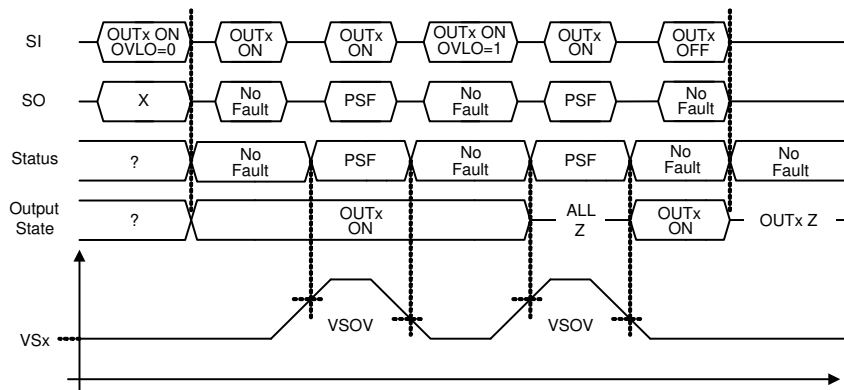 SI
OUTx ON
OVLO=0
OUTx
ON
OUTx
ON
OUTx ON
OVLO=1
OUTx
ON
OUTx
OFF
SO
X
No
Fault
PSF
No
Fault
PSF
No
Fault
Status
?
No
Fault
PSF
No
Fault
PSF
No
Fault
No
Fault
Output
State
?
OUTx
ON
ALL
Z
OUTx
ON
OUTx Z
VSx
VSOV
VSOV